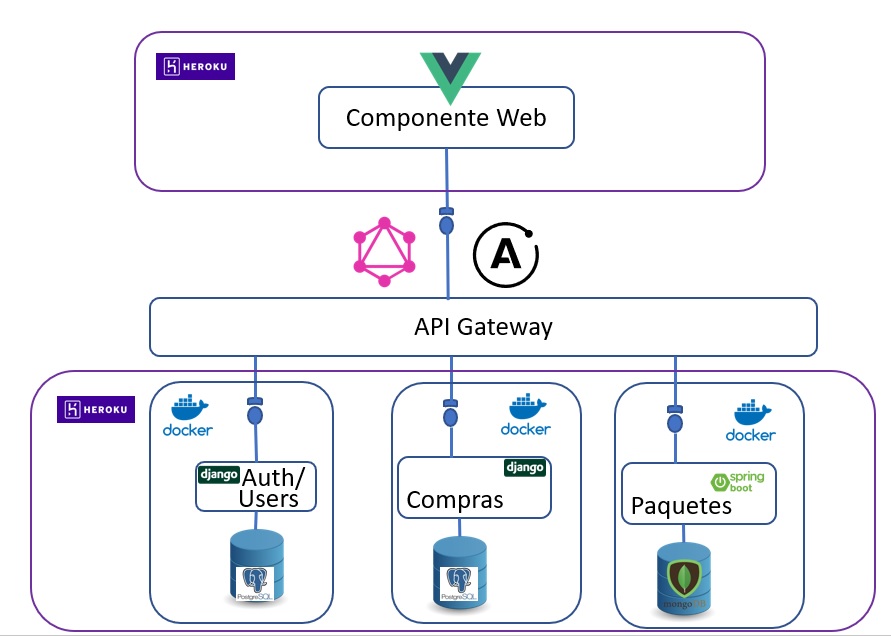 HEROKU
Componente Web
A
API Gateway
HEROKU
docker
docker
docker
django
Auth/
Users
django
Compras
spring
boot
Paquetes
PostgreSQL
PostgreSQL
mongoDB